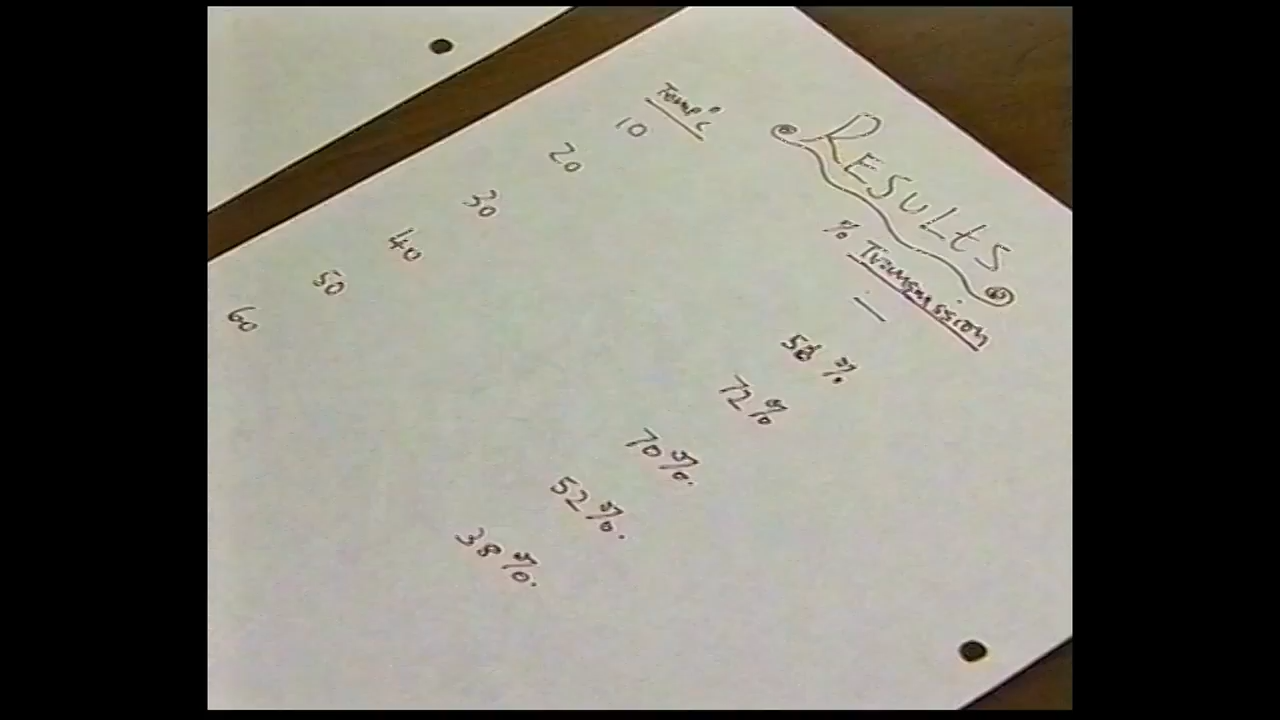 RESULTS
Temp°c % Transmission
10 —
20 58 %
30 72%
40 70%.
50 52%.
60 38%.